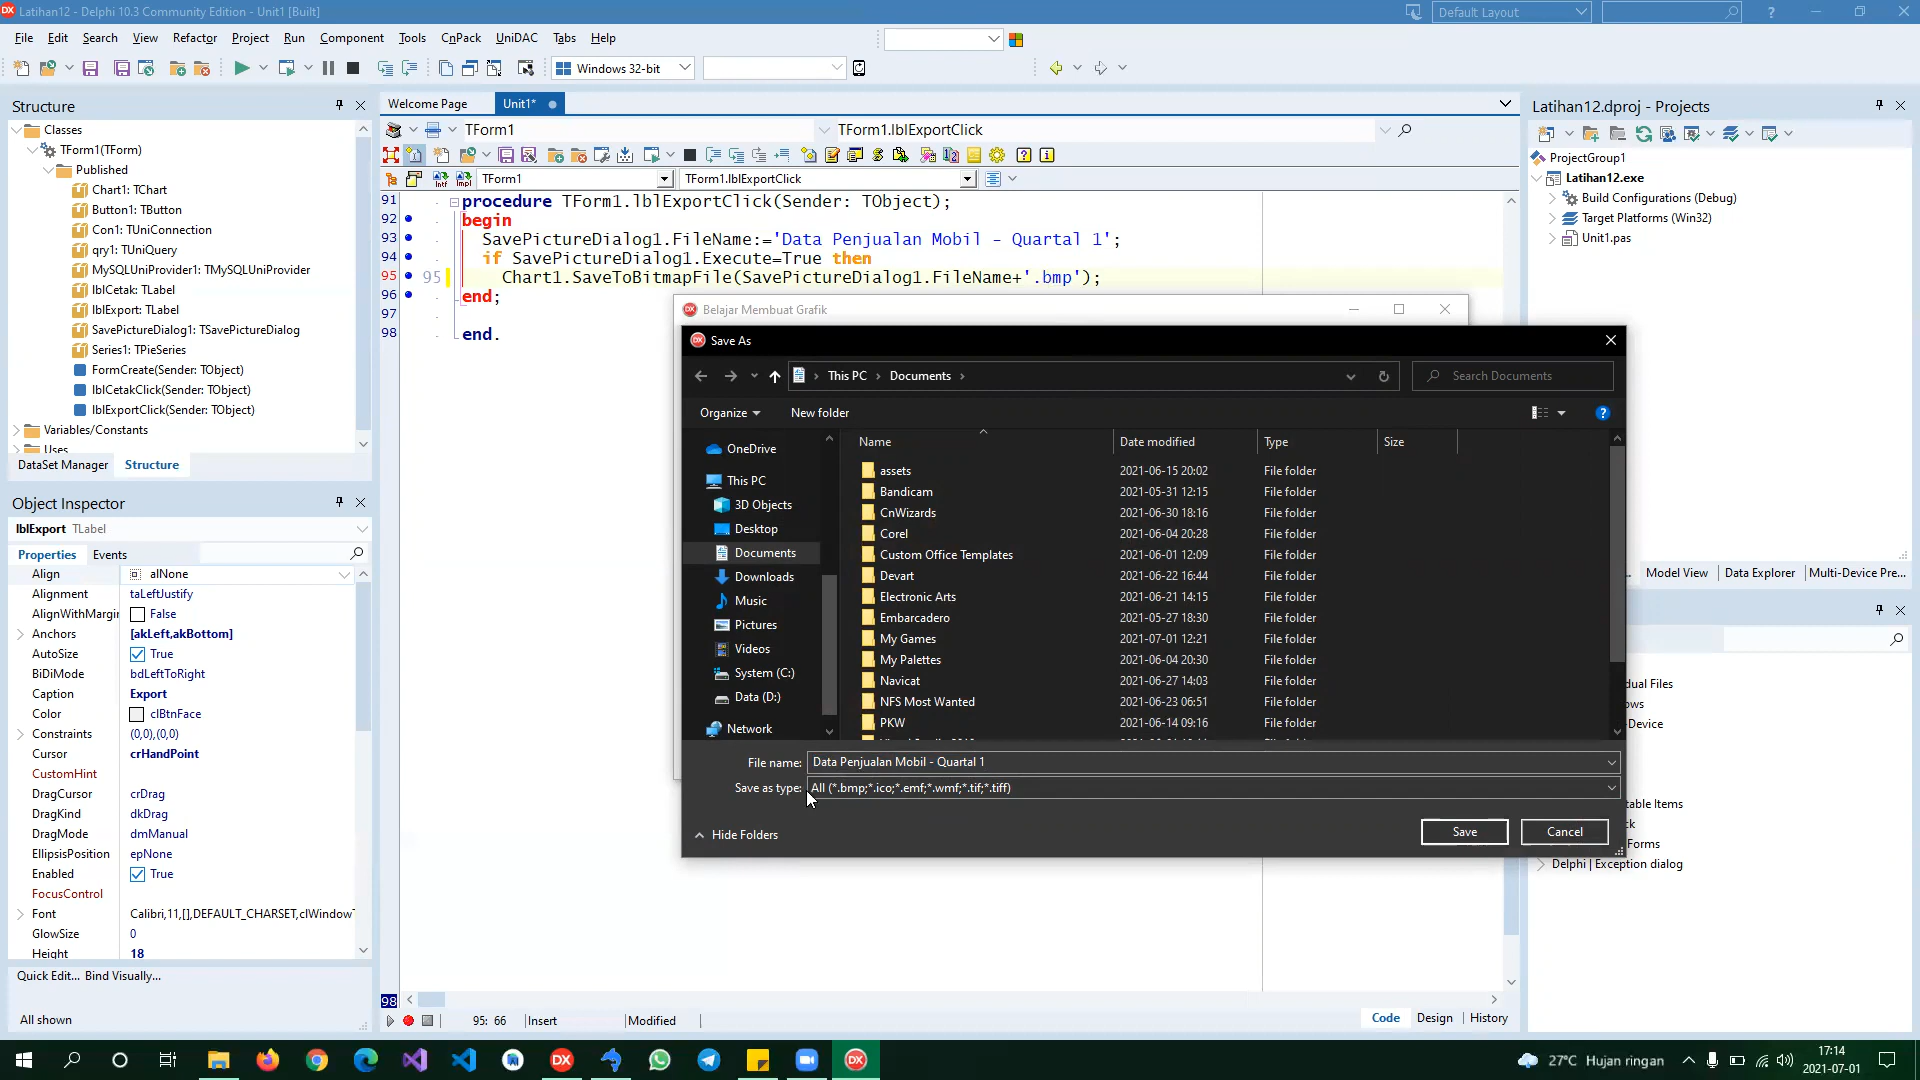 Latihan12 - Delphi 10.3 Community Edition - Unit1 [Built]
Default Layout
File Edit Search View Refactor Project Run Component Tools CnPack UniDAC Tabs Help
Windows 32-bit
Structure
Classes
TForm1(TForm)
Published
Chart1: TChart
Button1: TButton
Con1: TUniConnection
qry1: TUniQuery
MySQLUniProvider1: TMySQLUniProvider
lblCetak: TLabel
lblExport: TLabel
SavePictureDialog1: TSavePictureDialog
Series1: TPieSeries
FormCreate(Sender: TObject)
lblCetakClick(Sender: TObject)
lblExportClick(Sender: TObject)
Variables/Constants
Uses
DataSet Manager Structure
Object Inspector
lblExport TLabel
Properties Events
Align alNone
Alignment taLeftJustify
AlignWithMargin False
Anchors [akLeft,akBottom]
AutoSize True
BiDiMode bdLeftToRight
Caption Export
Color clBtnFace
Constraints (0,0),(0,0)
Cursor crHandPoint
CustomHint
DragCursor crDrag
DragKind dkDrag
DragMode dmManual
EllipsisPosition epNone
Enabled True
FocusControl
Font Calibri,11,[],DEFAULT_CHARSET,clWindowT
GlowSize 0
Height 18
Quick Edit... Bind Visually...
All shown
Welcome Page Unit1*
TForm1 TForm1.lblExportClick
TForm1 TForm1.lblExportClick
91 procedure TForm1.lblExportClick(Sender: TObject);
92 begin
93 SavePictureDialog1.FileName:='Data Penjualan Mobil - Quartal 1';
94 if SavePictureDialog1.Execute=True then
95 95 Chart1.SaveToBitmapFile(SavePictureDialog1.FileName+'.bmp');
96 end;
97
98 end.
98
95: 66 Insert Modified
Code Design History
Belajar Membuat Grafik
Save As
This PC Documents
Search Documents
Organize New folder
OneDrive
This PC
3D Objects
Desktop
Documents
Downloads
Music
Pictures
Videos
System (C:)
Data (D:)
Network
Name Date modified Type Size
assets 2021-06-15 20:02 File folder
Bandicam 2021-05-31 12:15 File folder
CnWizards 2021-06-30 18:16 File folder
Corel 2021-06-04 20:28 File folder
Custom Office Templates 2021-06-01 12:09 File folder
Devart 2021-06-22 16:44 File folder
Electronic Arts 2021-06-21 14:15 File folder
Embarcadero 2021-05-27 18:30 File folder
My Games 2021-07-01 12:21 File folder
My Palettes 2021-06-04 20:30 File folder
Navicat 2021-06-27 14:03 File folder
NFS Most Wanted 2021-06-23 06:51 File folder
PKW 2021-06-14 09:16 File folder
File name: Data Penjualan Mobil - Quartal 1
Save as type: All (*.bmp;*.ico;*.emf;*.wmf;*.tif;*.tiff)
Hide Folders
Save Cancel
Latihan12.dproj - Projects
ProjectGroup1
Latihan12.exe
Build Configurations (Debug)
Target Platforms (Win32)
Unit1.pas
... Model View Data Explorer Multi-Device Pre...
dual Files
ows
-Device
table Items
ck
Forms
Delphi | Exception dialog
27°C Hujan ringan
17:14
2021-07-01